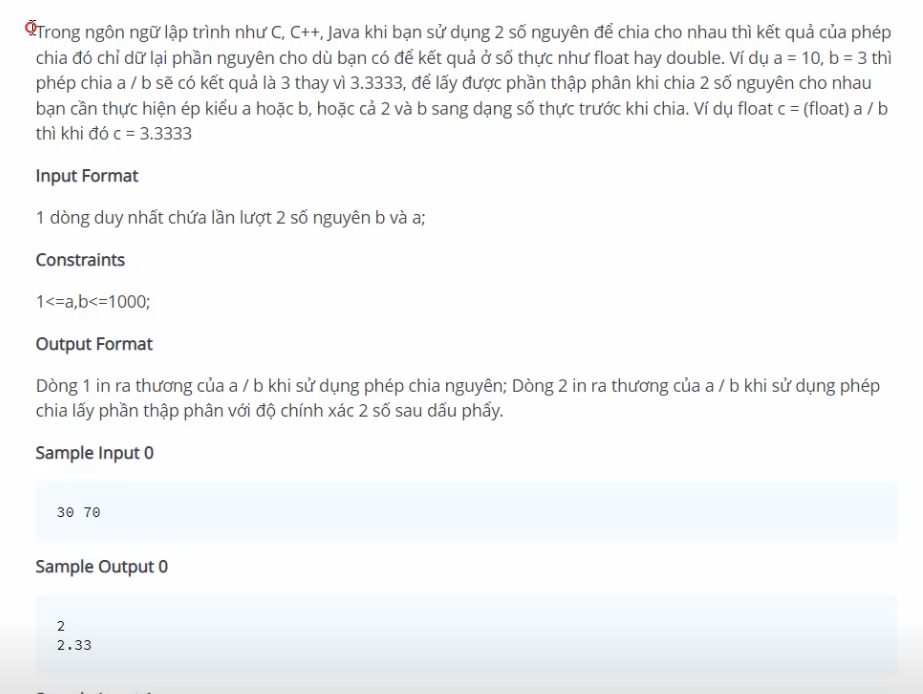 Trong ngôn ngữ lập trình như C, C++, Java khi bạn sử dụng 2 số nguyên để chia cho nhau thì kết quả của phép
chia đó chỉ dữ lại phần nguyên cho dù bạn có để kết quả ở số thực như float hay double. Ví dụ a = 10, b = 3 thì
phép chia a / b sẽ có kết quả là 3 thay vì 3.3333, để lấy được phần thập phân khi chia 2 số nguyên cho nhau
bạn cần thực hiện ép kiểu a hoặc b, hoặc cả 2 và b sang dạng số thực trước khi chia. Ví dụ float c = (float) a / b
thì khi đó c = 3.3333
Input Format
1 dòng duy nhất chứa lần lượt 2 số nguyên b và a;
Constraints
1<=a,b<=1000;
Output Format
Dòng 1 in ra thương của a / b khi sử dụng phép chia nguyên; Dòng 2 in ra thương của a / b khi sử dụng phép
chia lấy phần thập phân với độ chính xác 2 số sau dấu phẩy.
Sample Input 0
30 70
Sample Output 0
2
2.33